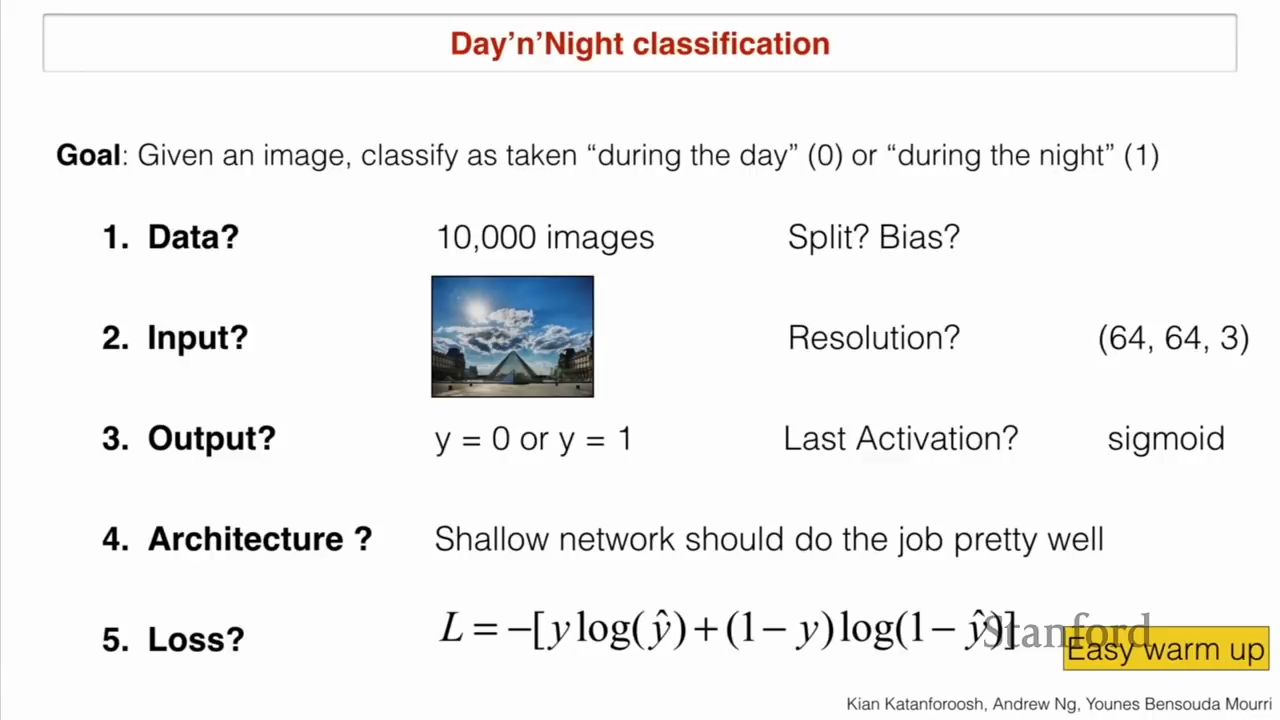 Day’n’Night classification
Goal: Given an image, classify as taken “during the day” (0) or “during the night” (1)
1. Data? 10,000 images Split? Bias?
2. Input? Resolution? (64, 64, 3)
3. Output? y = 0 or y = 1 Last Activation? sigmoid
4. Architecture ? Shallow network should do the job pretty well
5. Loss? L = −[y log(ŷ) + (1 − y) log(1 − ŷ)]
Stanford
Easy warm up
Kian Katanforoosh, Andrew Ng, Younes Bensouda Mourri